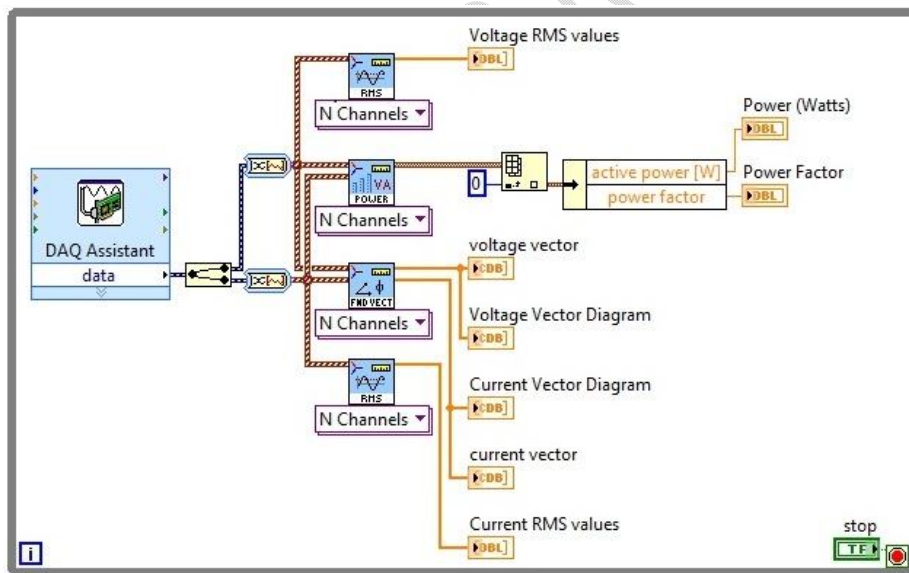 Voltage RMS values
DBL]
RMS
N Channels
Power (Watts)
DBL
0
active power [W]
power factor
VA
POWER
N Channels
Power Factor
DBL
DAQ Assistant
data
voltage vector
CDB]
FND VECT
N Channels
Voltage Vector Diagram
CDB]
RMS
N Channels
Current Vector Diagram
CDB]
current vector
CDB]
Current RMS values
DBL]
stop
TF
i